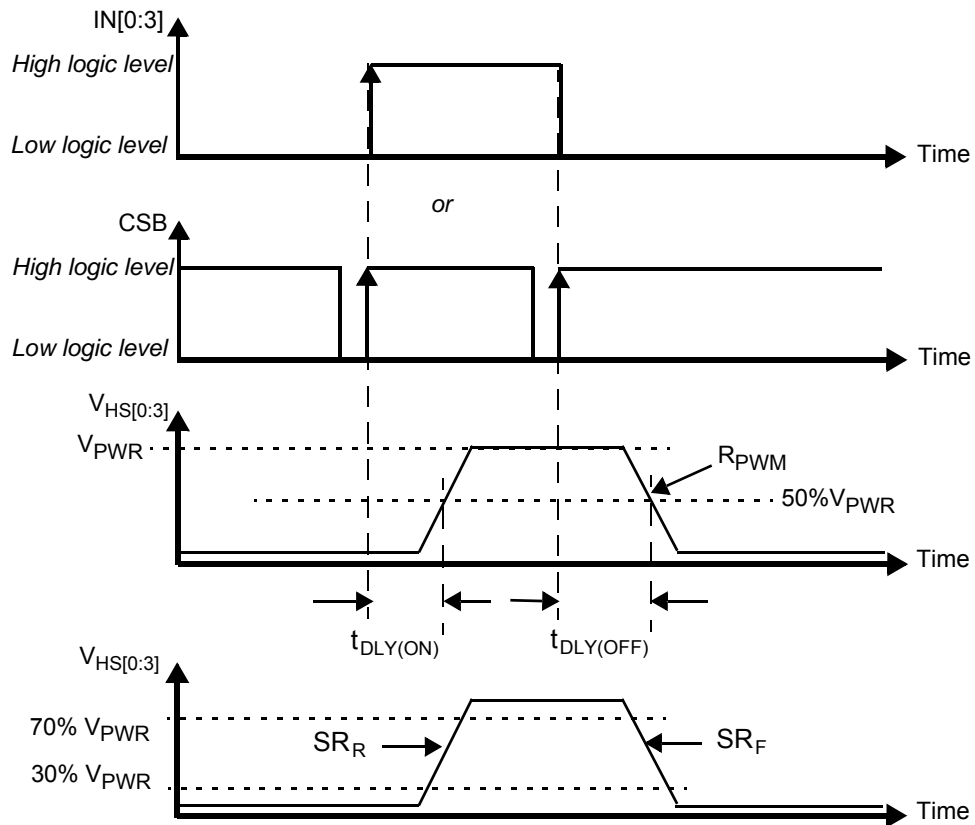 IN[0:3]
High logic level
Low logic level
Time
or
CSB
High logic level
Low logic level
Time
VHS[0:3]
VPWR
RPWM
50%VPWR
Time
tDLY(ON)
tDLY(OFF)
VHS[0:3]
70% VPWR
SRR
SRF
30% VPWR
Time